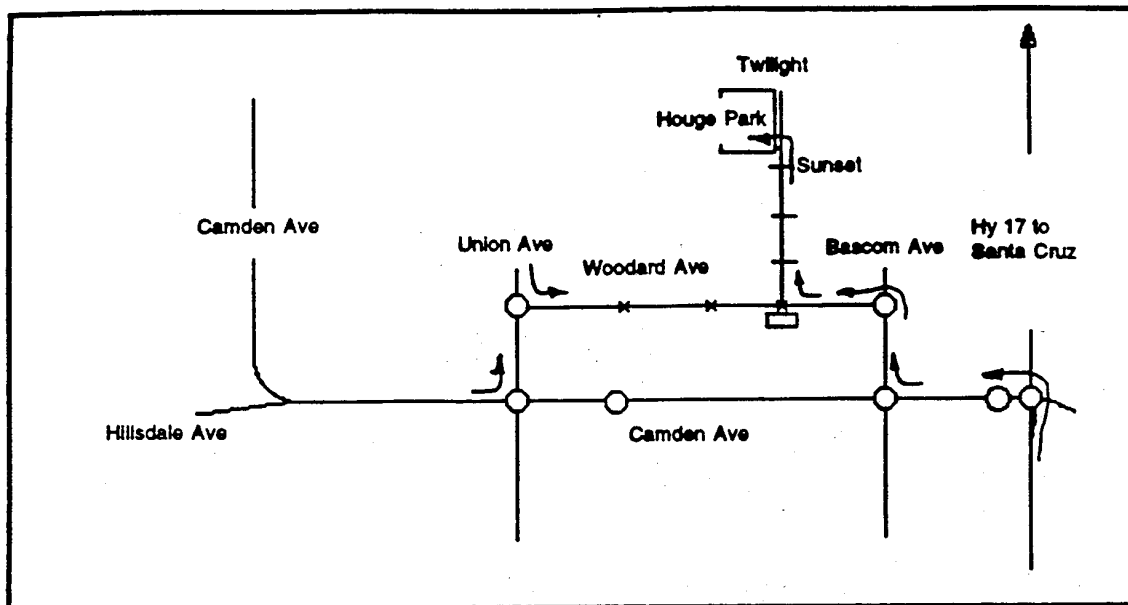 Twilight
Houge Park
Sunset
Camden Ave
Union Ave
Woodard Ave
Bascom Ave
Hy 17 to
Santa Cruz
Hillsdale Ave
Camden Ave